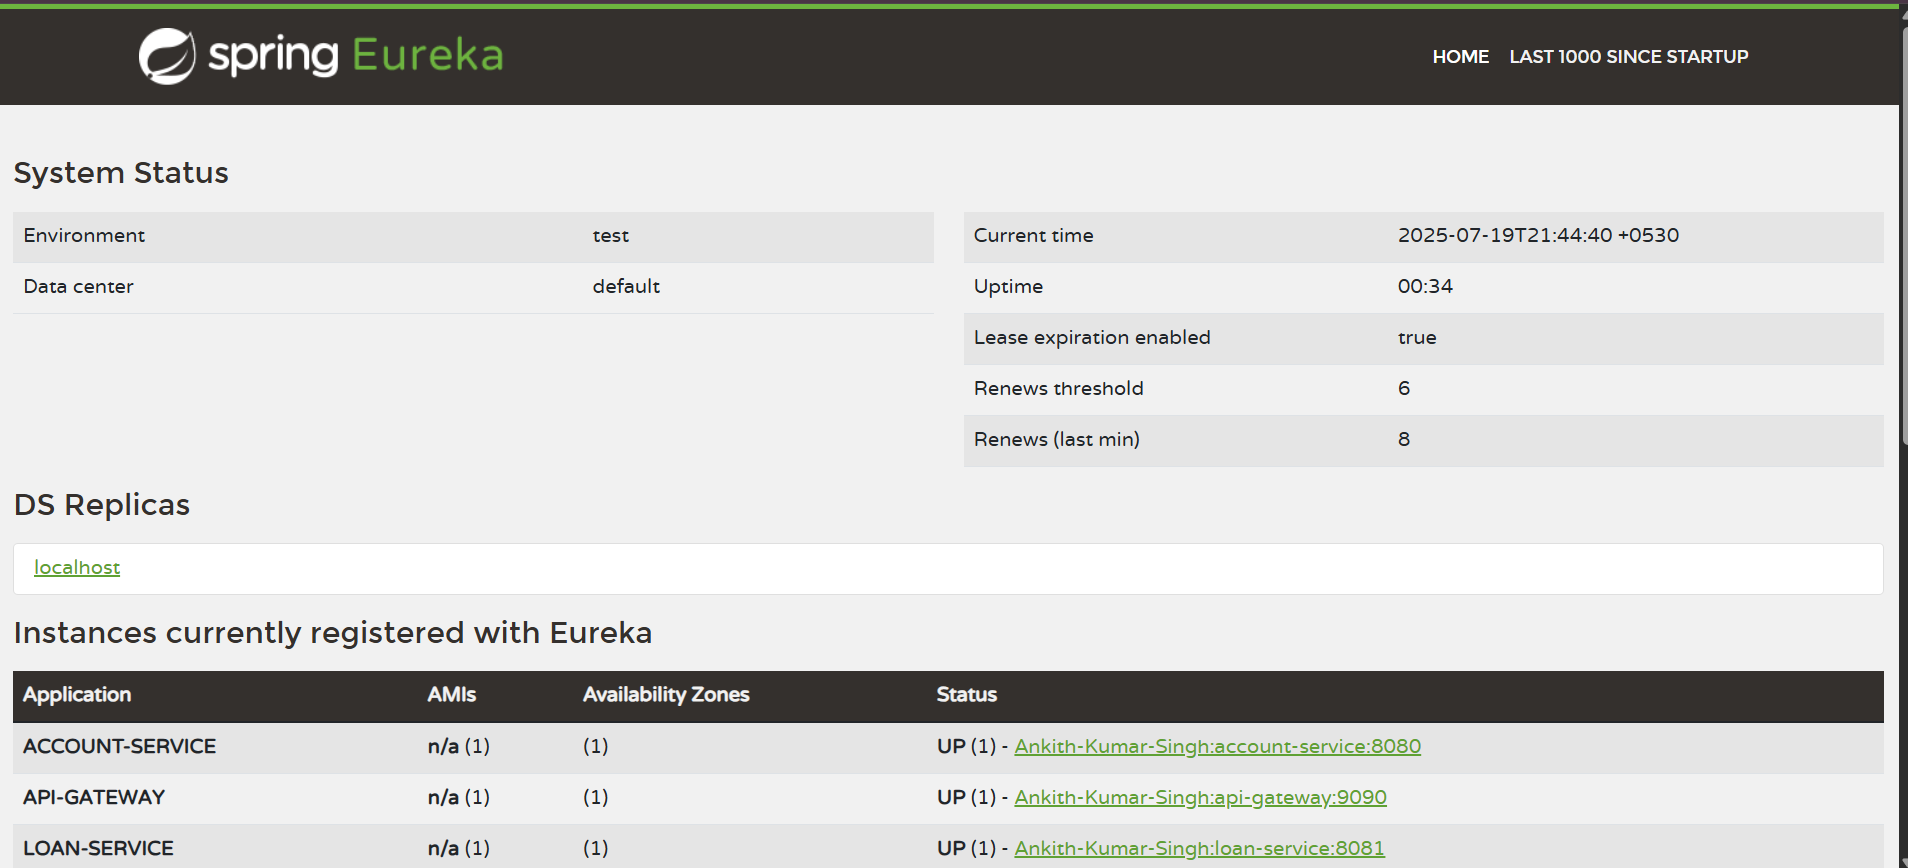 spring Eureka
HOME LAST 1000 SINCE STARTUP
System Status
Environment test
Data center default
Current time 2025-07-19T21:44:40 +0530
Uptime 00:34
Lease expiration enabled true
Renews threshold 6
Renews (last min) 8
DS Replicas
localhost
Instances currently registered with Eureka
Application AMIs Availability Zones Status
ACCOUNT-SERVICE n/a (1) (1) UP (1) - Ankith-Kumar-Singh:account-service:8080
API-GATEWAY n/a (1) (1) UP (1) - Ankith-Kumar-Singh:api-gateway:9090
LOAN-SERVICE n/a (1) (1) UP (1) - Ankith-Kumar-Singh:loan-service:8081